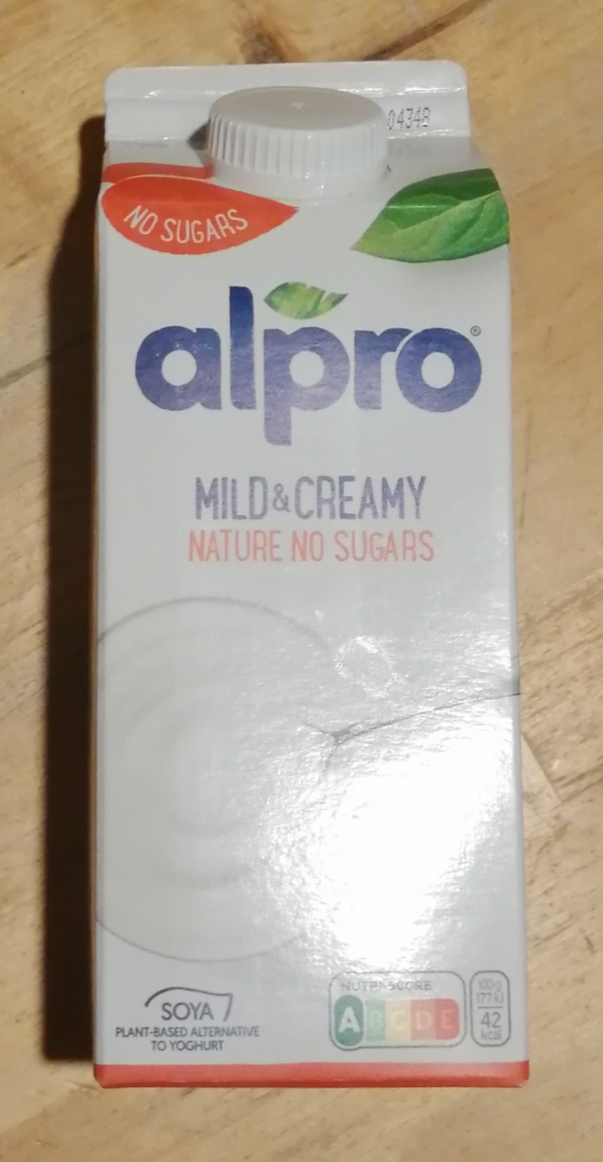 04348
NO SUGARS
alpro®
MILD & CREAMY
NATURE NO SUGARS
SOYA
PLANT-BASED ALTERNATIVE
TO YOGHURT
NUTRI-SCORE
A B C D E
100g
177kJ
42
kcal